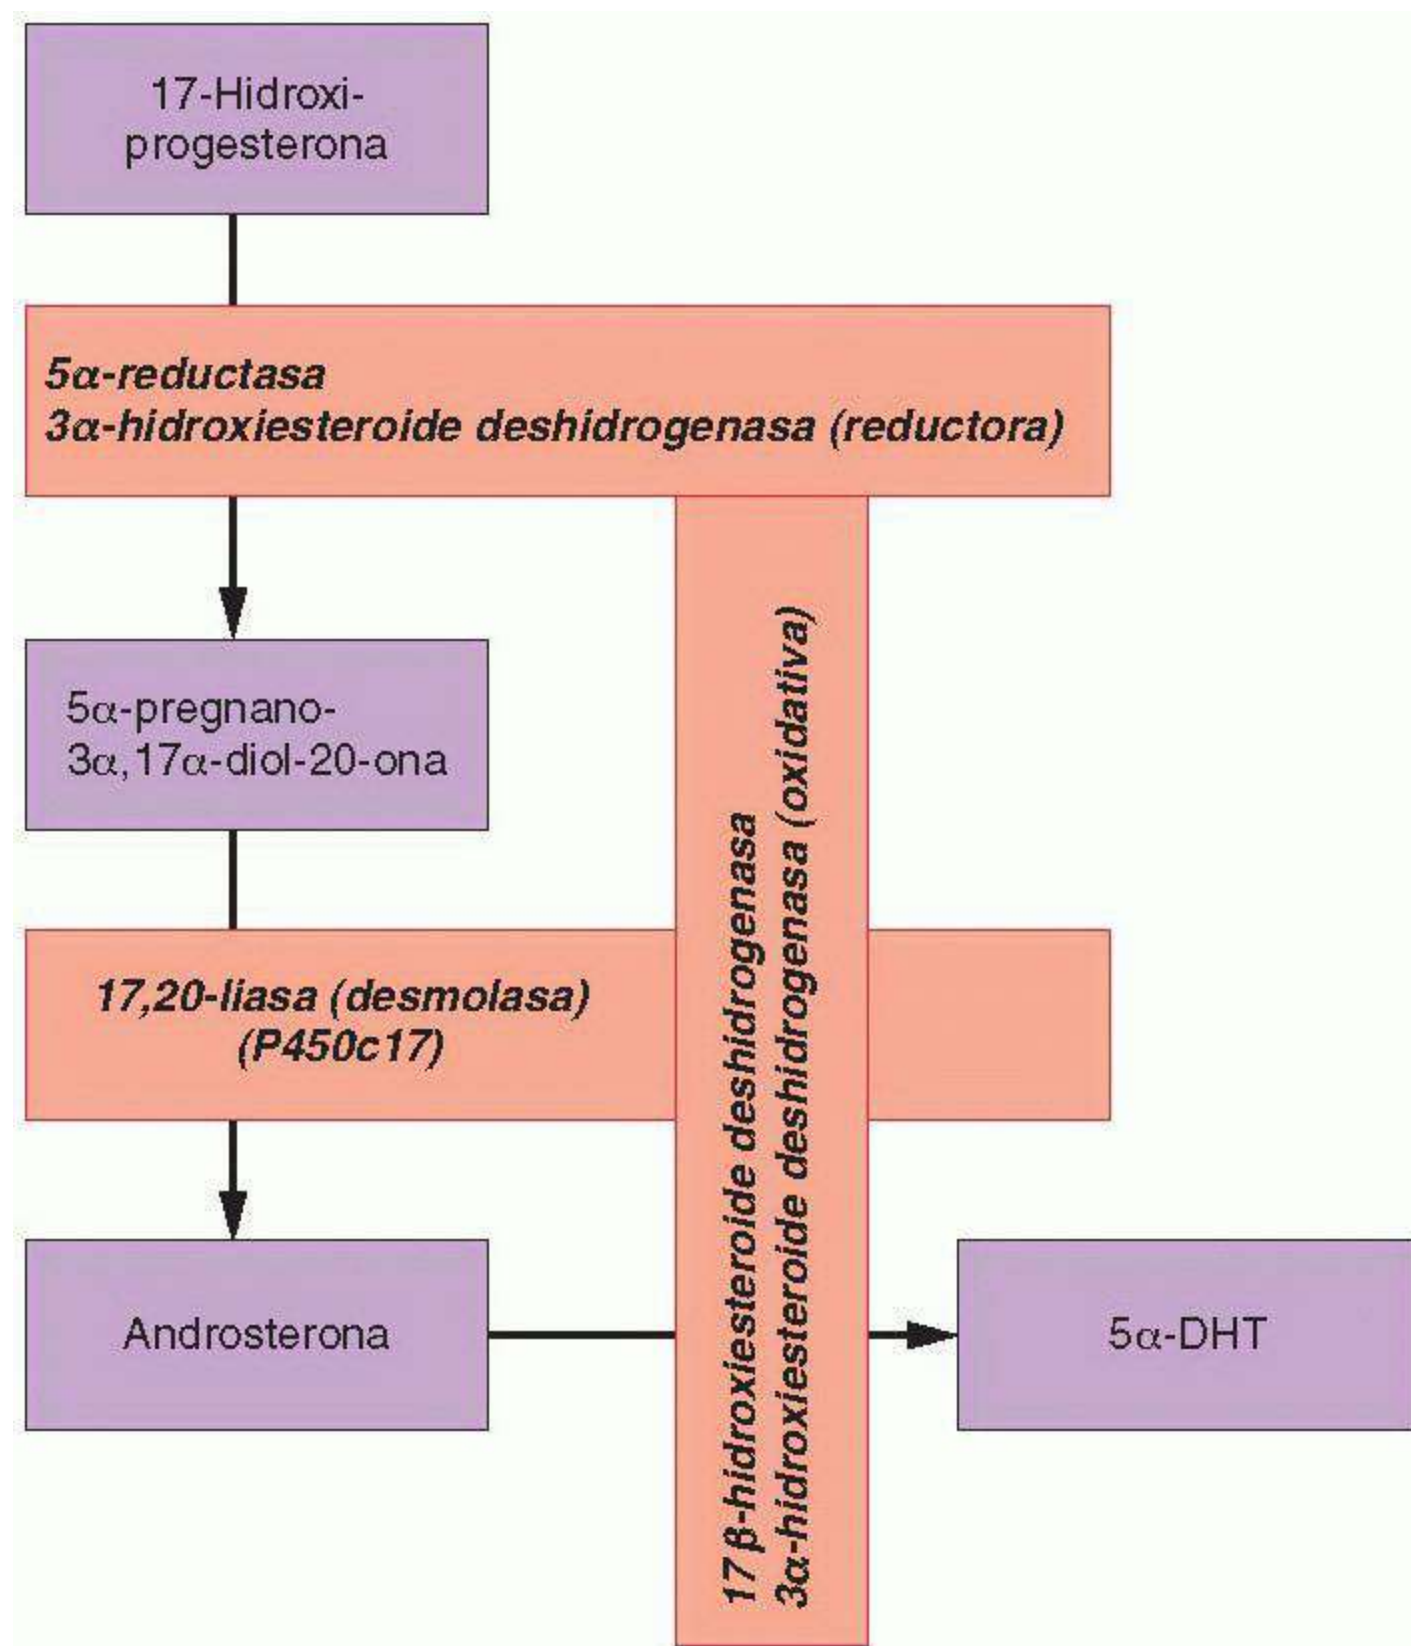 17-Hidroxi-
progesterona
5α-reductasa
3α-hidroxiesteroide deshidrogenasa (reductora)
5α-pregnano-
3α,17α-diol-20-ona
17,20-liasa (desmolasa)
(P450c17)
17β-hidroxiesteroide deshidrogenasa
3α-hidroxiesteroide deshidrogenasa (oxidativa)
Androsterona
5α-DHT